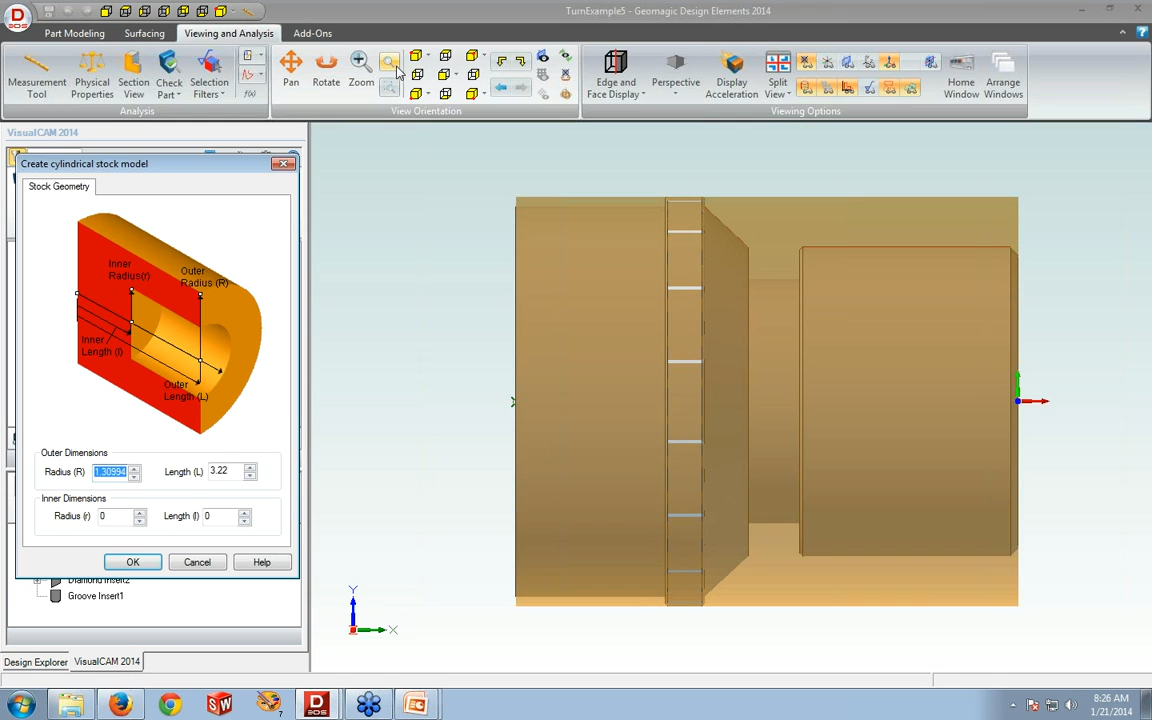 TurnExample5 - Geomagic Design Elements 2014
Part Modeling
Surfacing
Viewing and Analysis
Add-Ons
Measurement
Tool
Physical
Properties
Section
View
Check
Part
Selection
Filters
f(x)
Pan
Rotate
Zoom
Edge and
Face Display
Perspective
Display
Acceleration
Split
View
Home
Window
Arrange
Windows
Analysis
View Orientation
Viewing Options
VisualCAM 2014
Create cylindrical stock model
Stock Geometry
Inner
Radius(r)
Outer
Radius (R)
Inner
Length (l)
Outer
Length (L)
Outer Dimensions
Radius (R) 1.30994 Length (L) 3.22
Inner Dimensions
Radius (r) 0 Length (l) 0
OK
Cancel
Help
Diamond Insert2
Groove Insert1
Y
X
Design Explorer
VisualCAM 2014
8:26 AM
1/21/2014